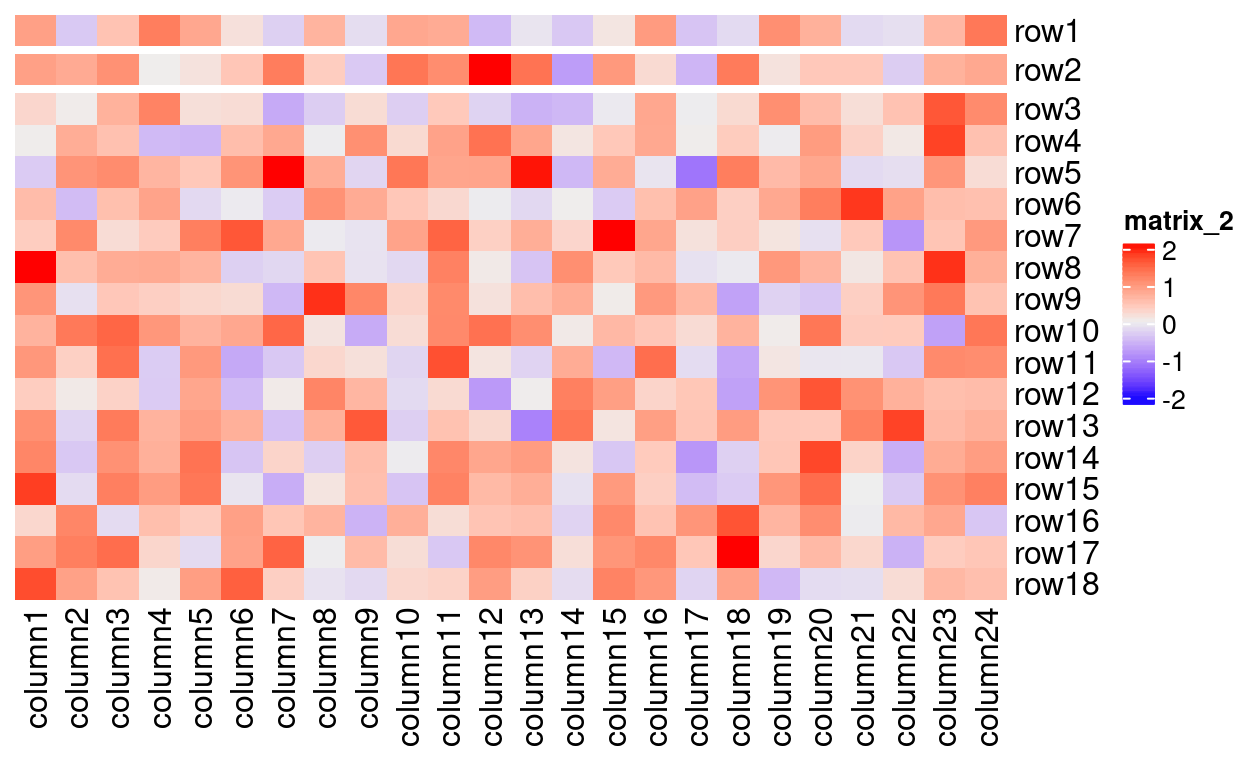 row1
row2
row3
row4
row5
row6
row7
row8
row9
row10
row11
row12
row13
row14
row15
row16
row17
row18
column1
column2
column3
column4
column5
column6
column7
column8
column9
column10
column11
column12
column13
column14
column15
column16
column17
column18
column19
column20
column21
column22
column23
column24
matrix_2
2
1
0
-1
-2